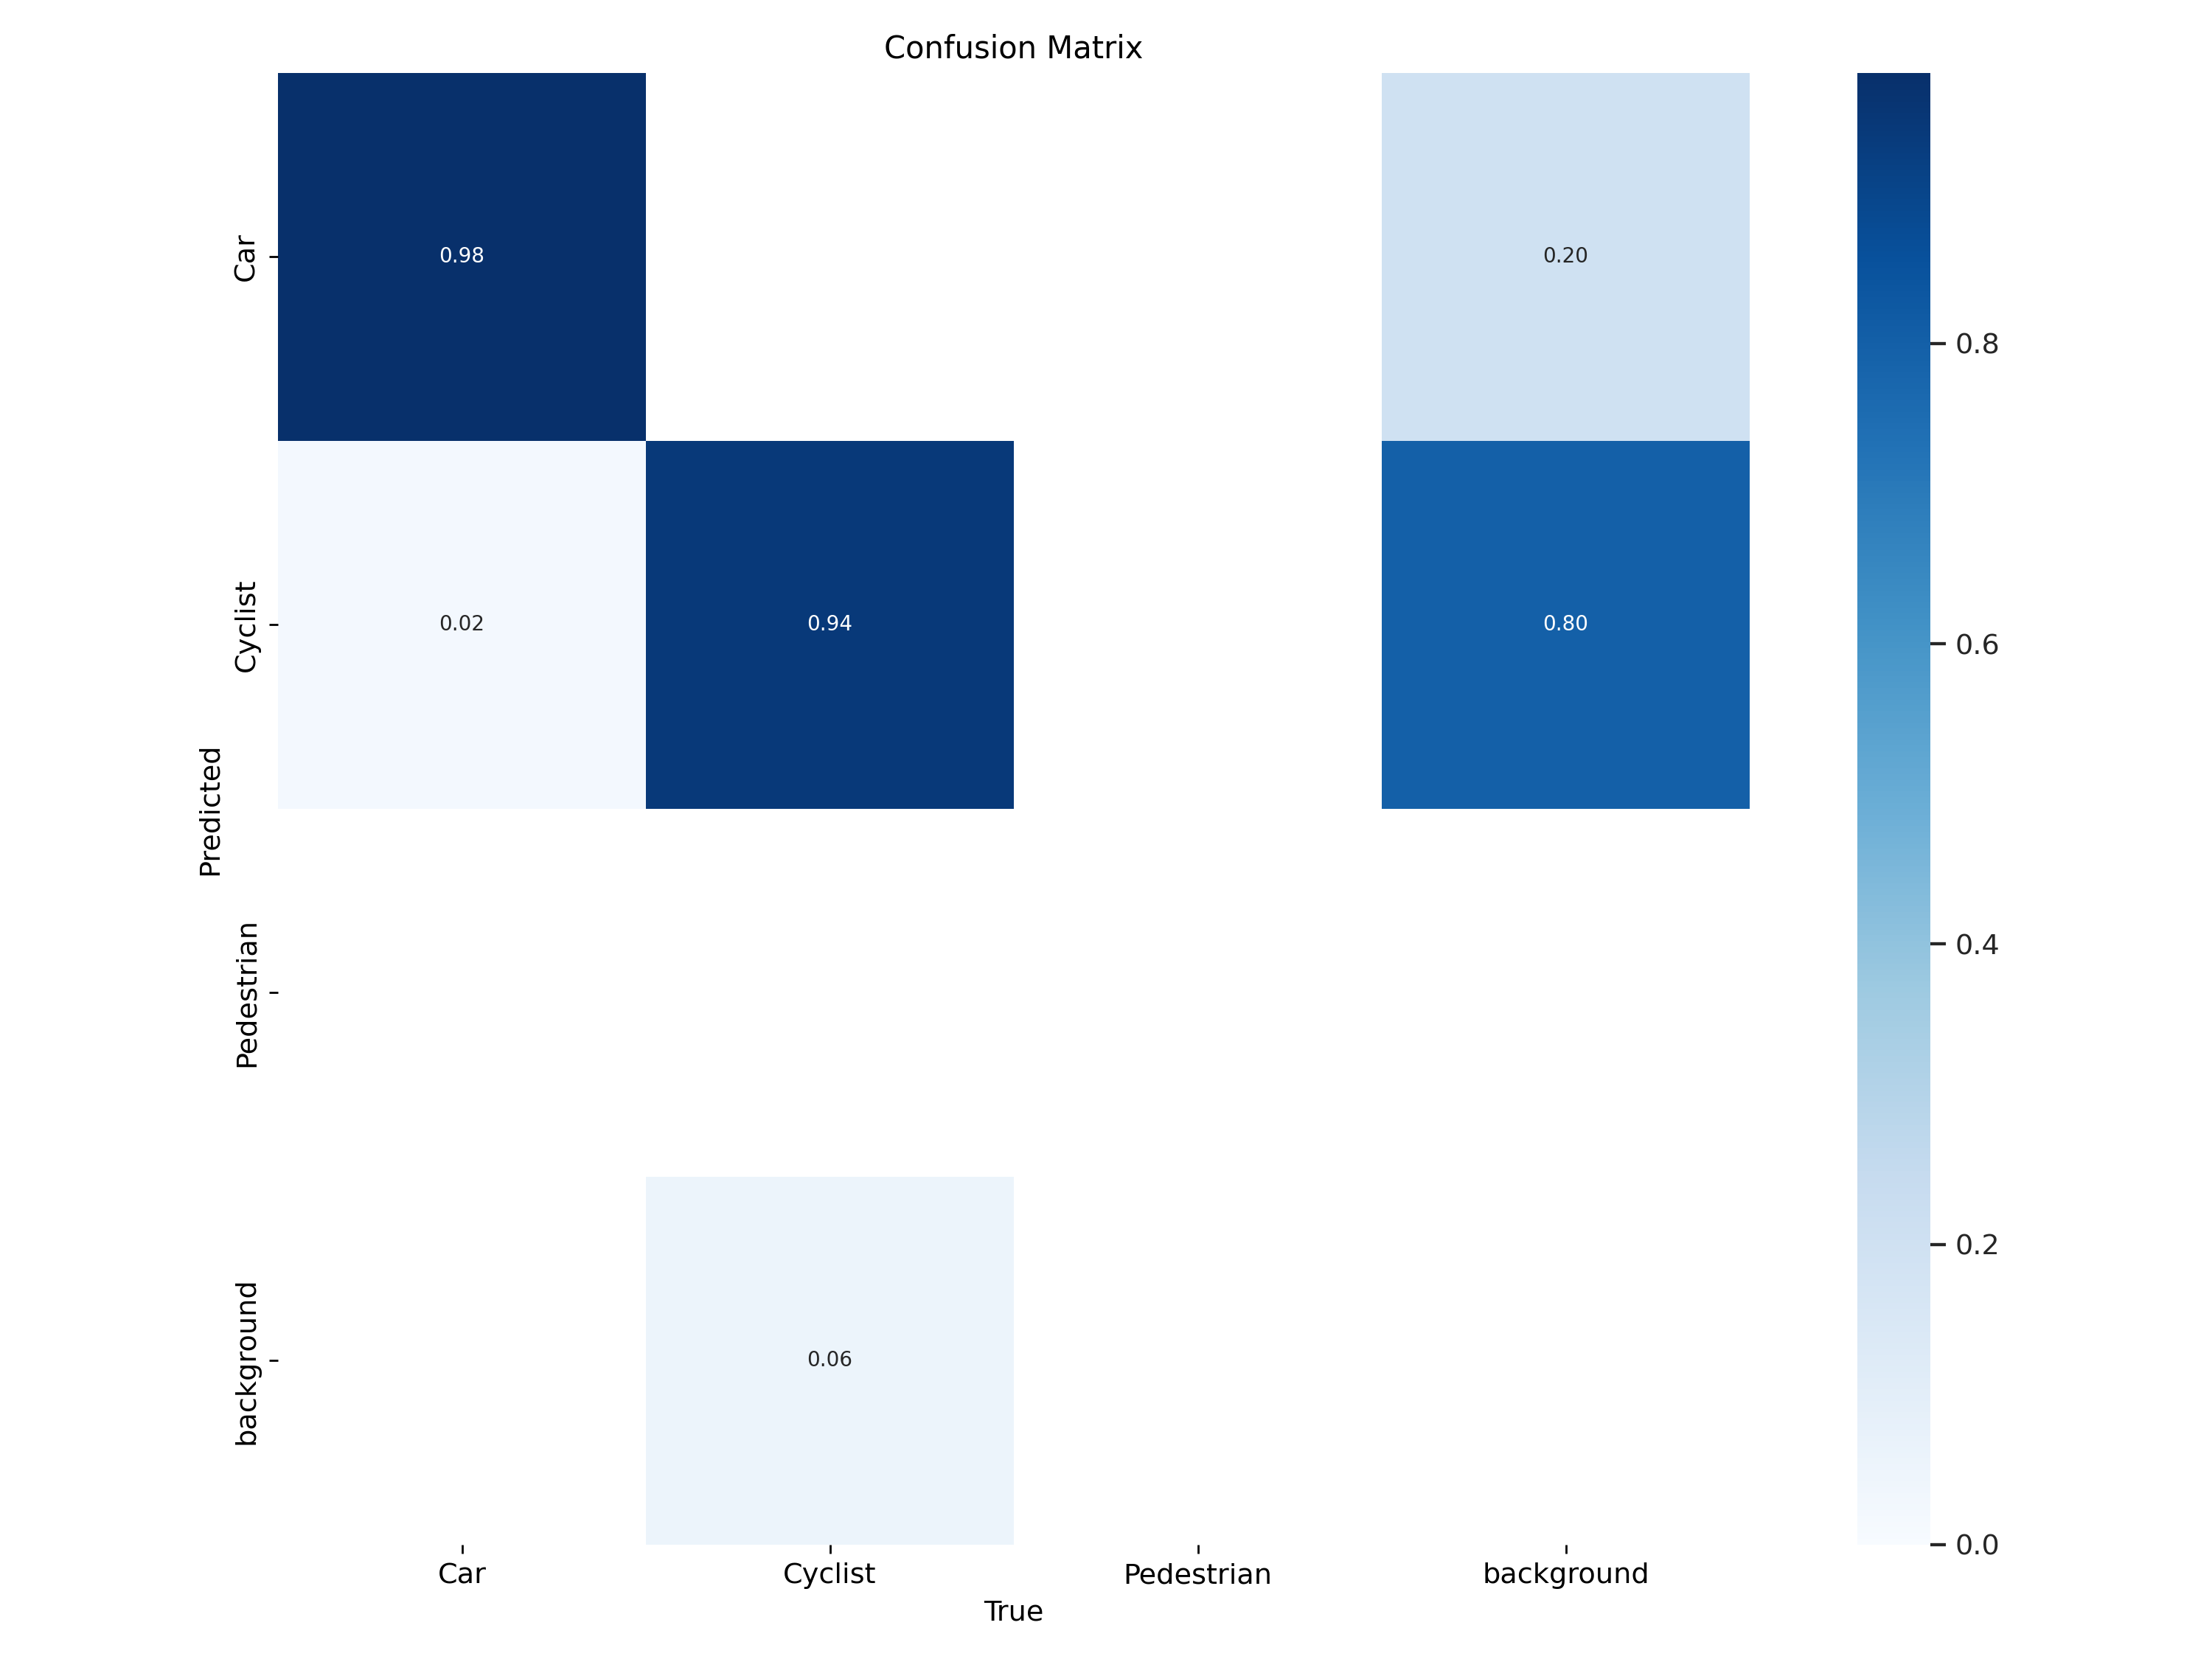 Confusion Matrix
Car
0.98
0.20
0.8
Cyclist
0.02
0.94
0.80
0.6
Predicted
Pedestrian
0.4
background
0.06
0.2
0.0
Car
Cyclist
Pedestrian
background
True